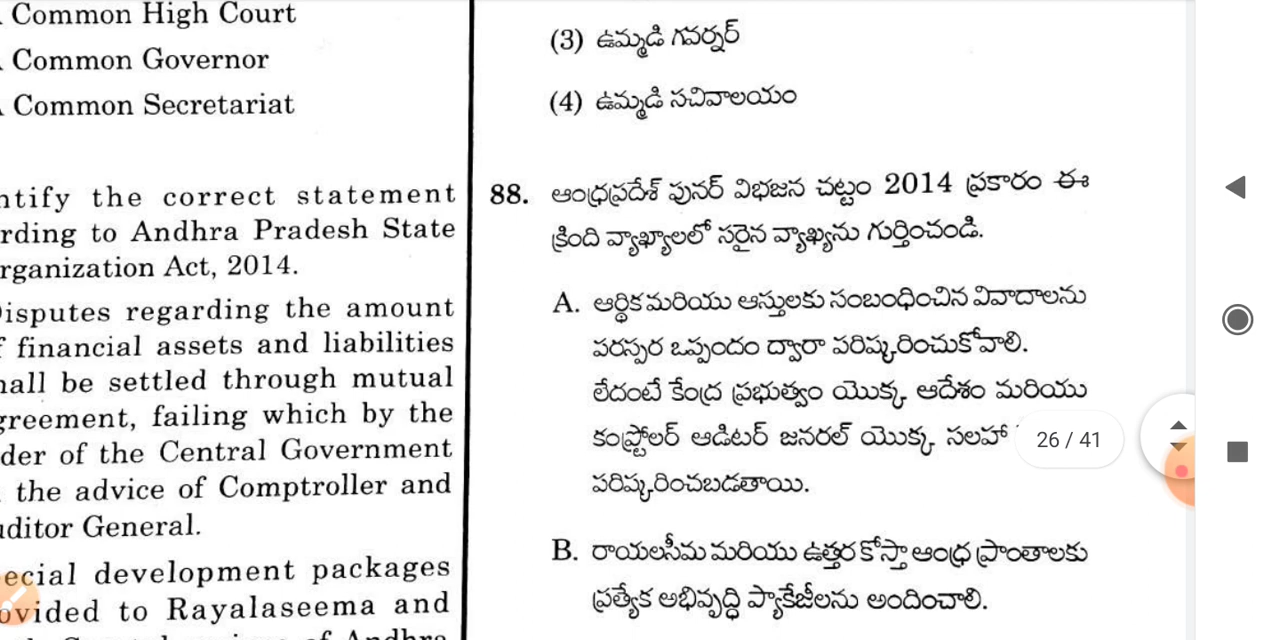 Common High Court
Common Governor
Common Secretariat
ntify the correct statement
rding to Andhra Pradesh State
rganization Act, 2014.
isputes regarding the amount
financial assets and liabilities
hall be settled through mutual
greement, failing which by the
der of the Central Government
the advice of Comptroller and
uditor General.
ecial development packages
ovided to Rayalaseema and
(3) ఉమ్మడి గవర్నర్
(4) ఉమ్మడి సచివాలయం
88. ఆంధ్రప్రదేశ్ పునర్ విభజన చట్టం 2014 ప్రకారం ఈ
క్రింది వ్యాఖ్యాలలో సరైన వ్యాఖ్యను గుర్తించండి.
A. ఆర్థిక మరియు ఆస్తులకు సంబంధించిన వివాదాలను
పరస్పర ఒప్పందం ద్వారా పరిష్కరించుకోవాలి.
లేదంటే కేంద్ర ప్రభుత్వం యొక్క ఆదేశం మరియు
కంప్ట్రోలర్ ఆడిటర్ జనరల్ యొక్క సలహా
పరిష్కరించబడతాయి.
B. రాయలసీమ మరియు ఉత్తర కోస్తా ఆంధ్ర ప్రాంతాలకు
ప్రత్యేక అభివృద్ధి ప్యాకేజీలను అందించాలి.
26 / 41